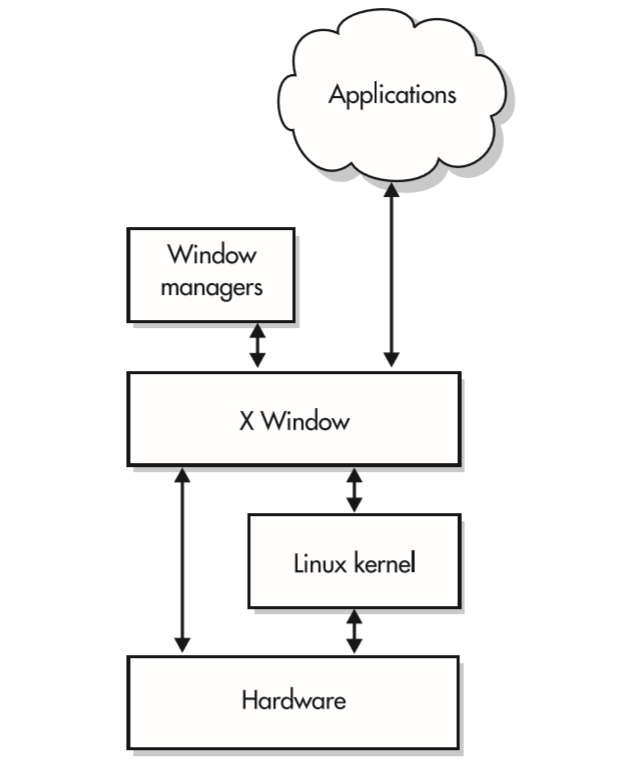 Applications
Window
managers
X Window
Linux kernel
Hardware